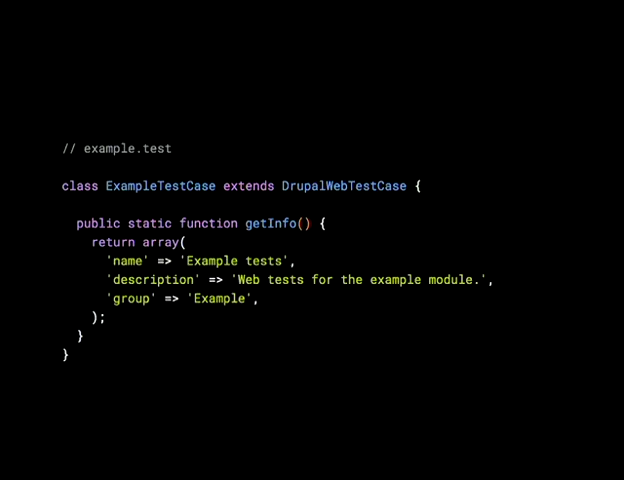 // example.test
class ExampleTestCase extends DrupalWebTestCase {
public static function getInfo() {
return array(
'name' => 'Example tests',
'description' => 'Web tests for the example module.',
'group' => 'Example',
);
}
}